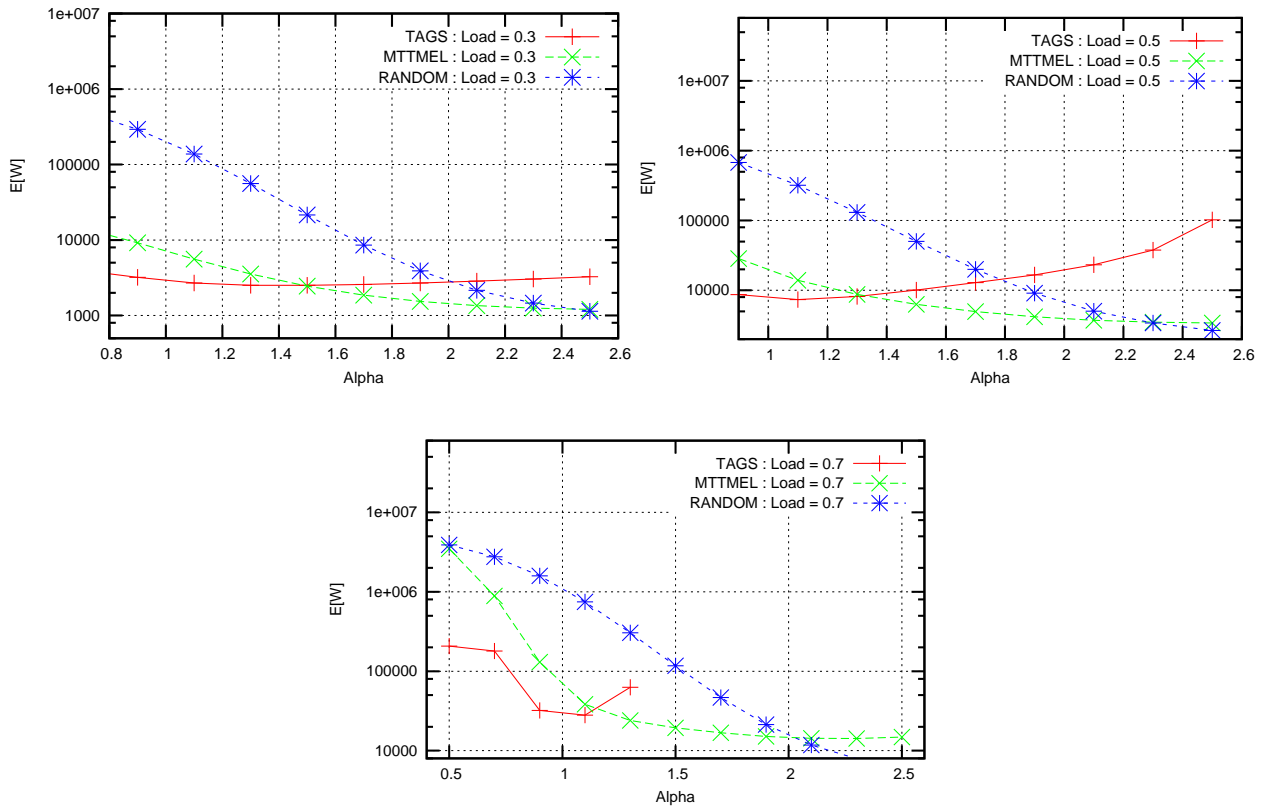 1e+007
1e+006
100000
10000
1000
E[W]
TAGS : Load = 0.3
MTTMEL : Load = 0.3
RANDOM : Load = 0.3
0.8 1 1.2 1.4 1.6 1.8 2 2.2 2.4 2.6
Alpha
1e+007
1e+006
100000
10000
E[W]
TAGS : Load = 0.5
MTTMEL : Load = 0.5
RANDOM : Load = 0.5
1 1.2 1.4 1.6 1.8 2 2.2 2.4 2.6
Alpha
1e+007
1e+006
100000
10000
E[W]
TAGS : Load = 0.7
MTTMEL : Load = 0.7
RANDOM : Load = 0.7
0.5 1 1.5 2 2.5
Alpha